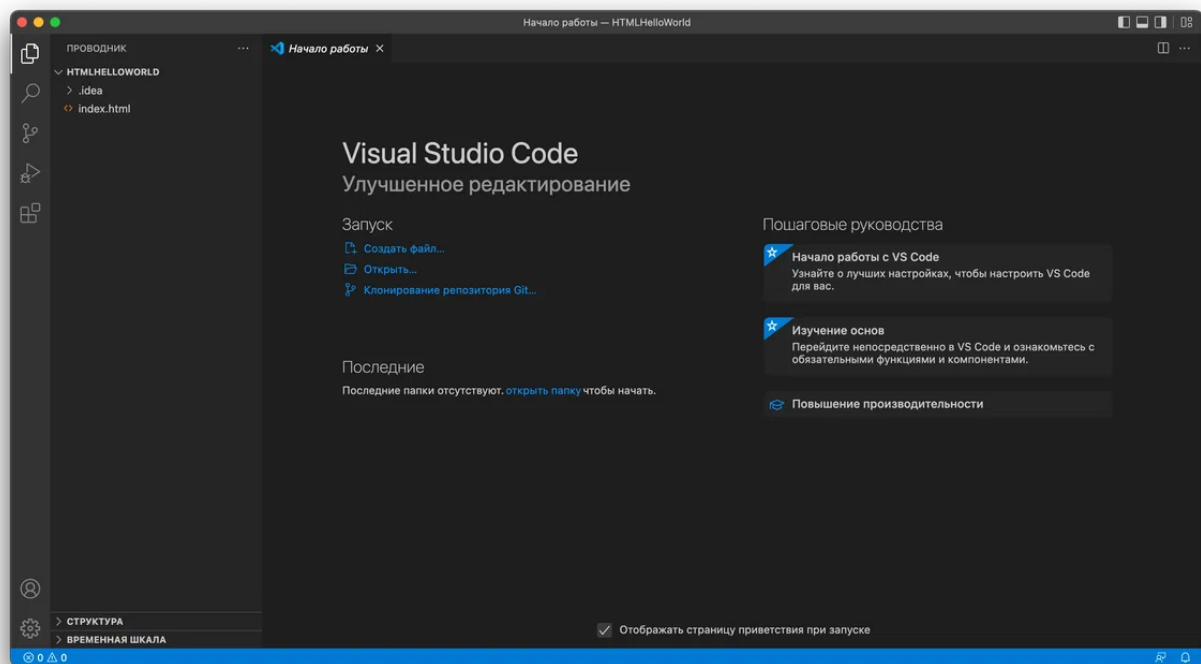 Начало работы — HTMLHelloWorld
ПРОВОДНИК
Начало работы
HTMLHELLOWORLD
.idea
index.html
Visual Studio Code
Улучшенное редактирование
Запуск
Создать файл...
Открыть...
Клонирование репозитория Git...
Последние
Последние папки отсутствуют. открыть папку чтобы начать.
Пошаговые руководства
Начало работы с VS Code
Узнайте о лучших настройках, чтобы настроить VS Code
для вас.
Изучение основ
Перейдите непосредственно в VS Code и ознакомьтесь с
обязательными функциями и компонентами.
Повышение производительности
СТРУКТУРА
ВРЕМЕННАЯ ШКАЛА
Отображать страницу приветствия при запуске
0 0